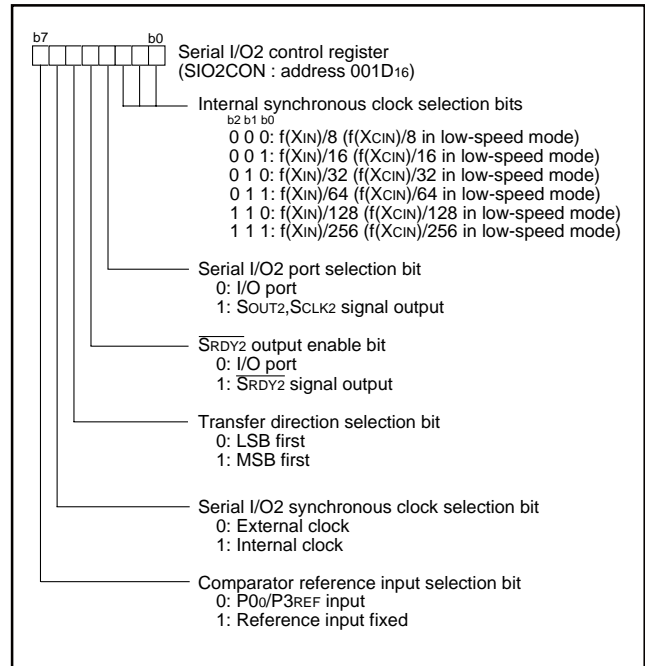 b7 b0
Serial I/O2 control register
(SIO2CON : address 001D16)
Internal synchronous clock selection bits
b2 b1 b0
0 0 0: f(XIN)/8 (f(XCIN)/8 in low-speed mode)
0 0 1: f(XIN)/16 (f(XCIN)/16 in low-speed mode)
0 1 0: f(XIN)/32 (f(XCIN)/32 in low-speed mode)
0 1 1: f(XIN)/64 (f(XCIN)/64 in low-speed mode)
1 1 0: f(XIN)/128 (f(XCIN)/128 in low-speed mode)
1 1 1: f(XIN)/256 (f(XCIN)/256 in low-speed mode)
Serial I/O2 port selection bit
0: I/O port
1: SOUT2,SCLK2 signal output
SRDY2 output enable bit
0: I/O port
1: SRDY2 signal output
Transfer direction selection bit
0: LSB first
1: MSB first
Serial I/O2 synchronous clock selection bit
0: External clock
1: Internal clock
Comparator reference input selection bit
0: P00/P3REF input
1: Reference input fixed